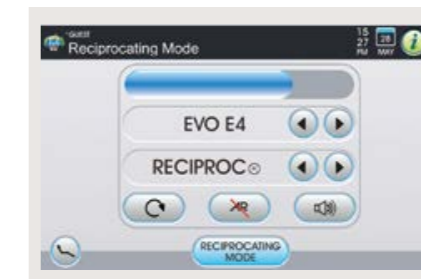 GUEST
Reciprocating Mode
15
27
PM
28
MAY
i
EVO E4
RECIPROC
RECIPROCATING
MODE